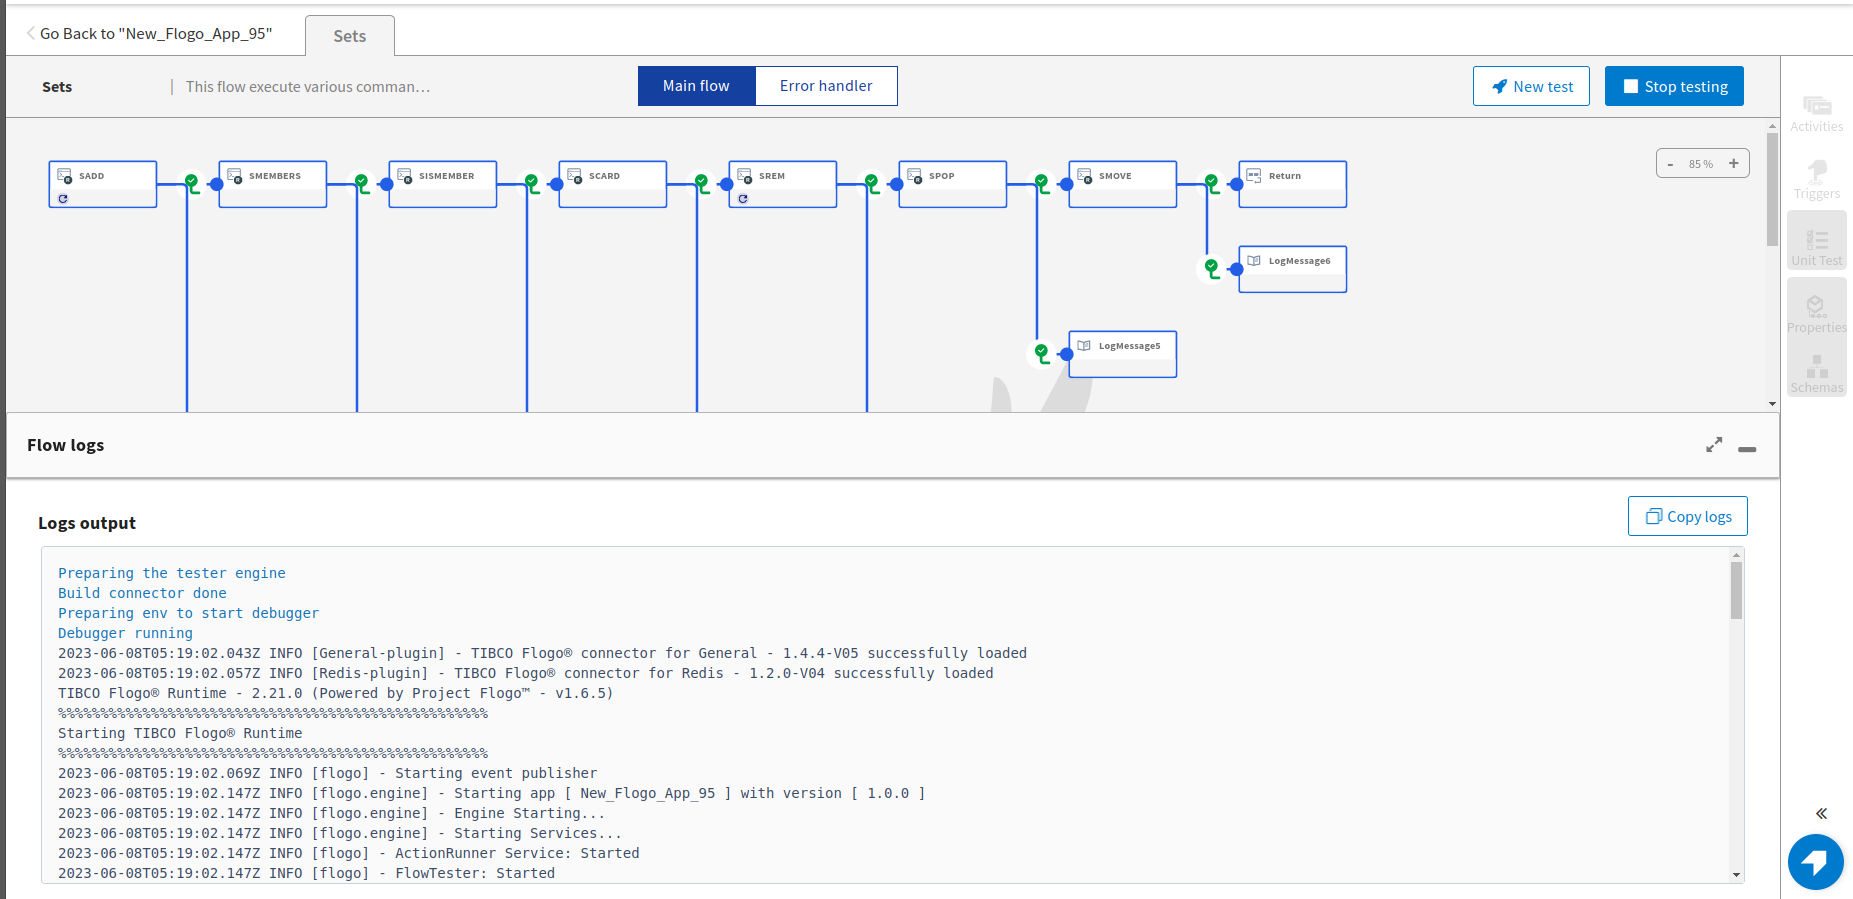 Go Back to "New_Flogo_App_95"
Sets
Sets
This flow execute various comman...
Main flow
Error handler
New test
Stop testing
Activities
Triggers
Unit Test
Properties
Schemas
- 85 % +
SADD
SMEMBERS
SISMEMBER
SCARD
SREM
SPOP
SMOVE
Return
LogMessage6
LogMessage5
Flow logs
Logs output
Copy logs
Preparing the tester engine
Build connector done
Preparing env to start debugger
Debugger running
2023-06-08T05:19:02.043Z INFO [General-plugin] - TIBCO Flogo® connector for General - 1.4.4-V05 successfully loaded
2023-06-08T05:19:02.057Z INFO [Redis-plugin] - TIBCO Flogo® connector for Redis - 1.2.0-V04 successfully loaded
TIBCO Flogo® Runtime - 2.21.0 (Powered by Project Flogo™ - v1.6.5)
%%%%%%%%%%%%%%%%%%%%%%%%%%%%%%%%%%%%%%%%%%%%%%%%%%%
Starting TIBCO Flogo® Runtime
%%%%%%%%%%%%%%%%%%%%%%%%%%%%%%%%%%%%%%%%%%%%%%%%%%%
2023-06-08T05:19:02.069Z INFO [flogo] - Starting event publisher
2023-06-08T05:19:02.147Z INFO [flogo.engine] - Starting app [ New_Flogo_App_95 ] with version [ 1.0.0 ]
2023-06-08T05:19:02.147Z INFO [flogo.engine] - Engine Starting...
2023-06-08T05:19:02.147Z INFO [flogo.engine] - Starting Services...
2023-06-08T05:19:02.147Z INFO [flogo] - ActionRunner Service: Started
2023-06-08T05:19:02.147Z INFO [flogo] - FlowTester: Started